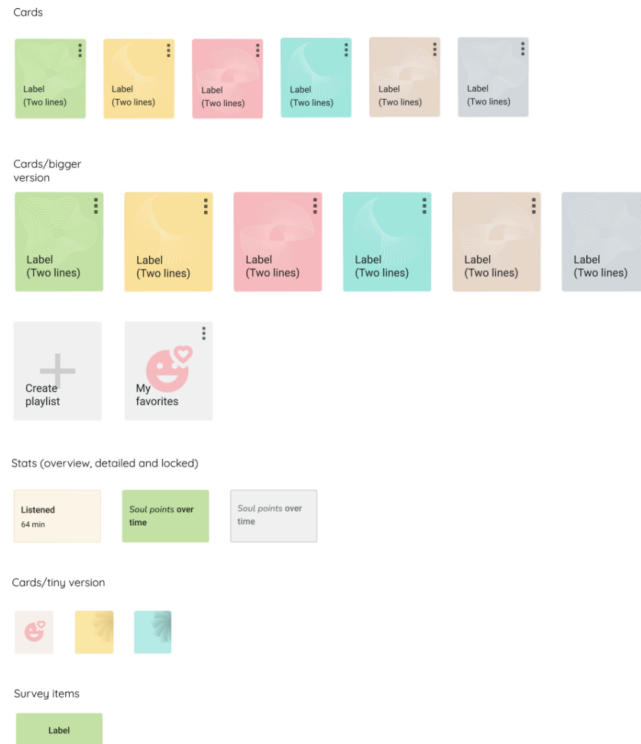 Cards
Label Label Label Label Label Label
(Two lines) (Two lines) (Two lines) (Two lines) (Two lines) (Two lines)
Cards/bigger
version
Label Label Label Label Label Label
(Two lines) (Two lines) (Two lines) (Two lines) (Two lines) (Two lines)
Create My
playlist favorites
Stats (overview, detailed and locked)
Listened Soul points over Soul points over
64 min time time
Cards/tiny version
Survey items
Label